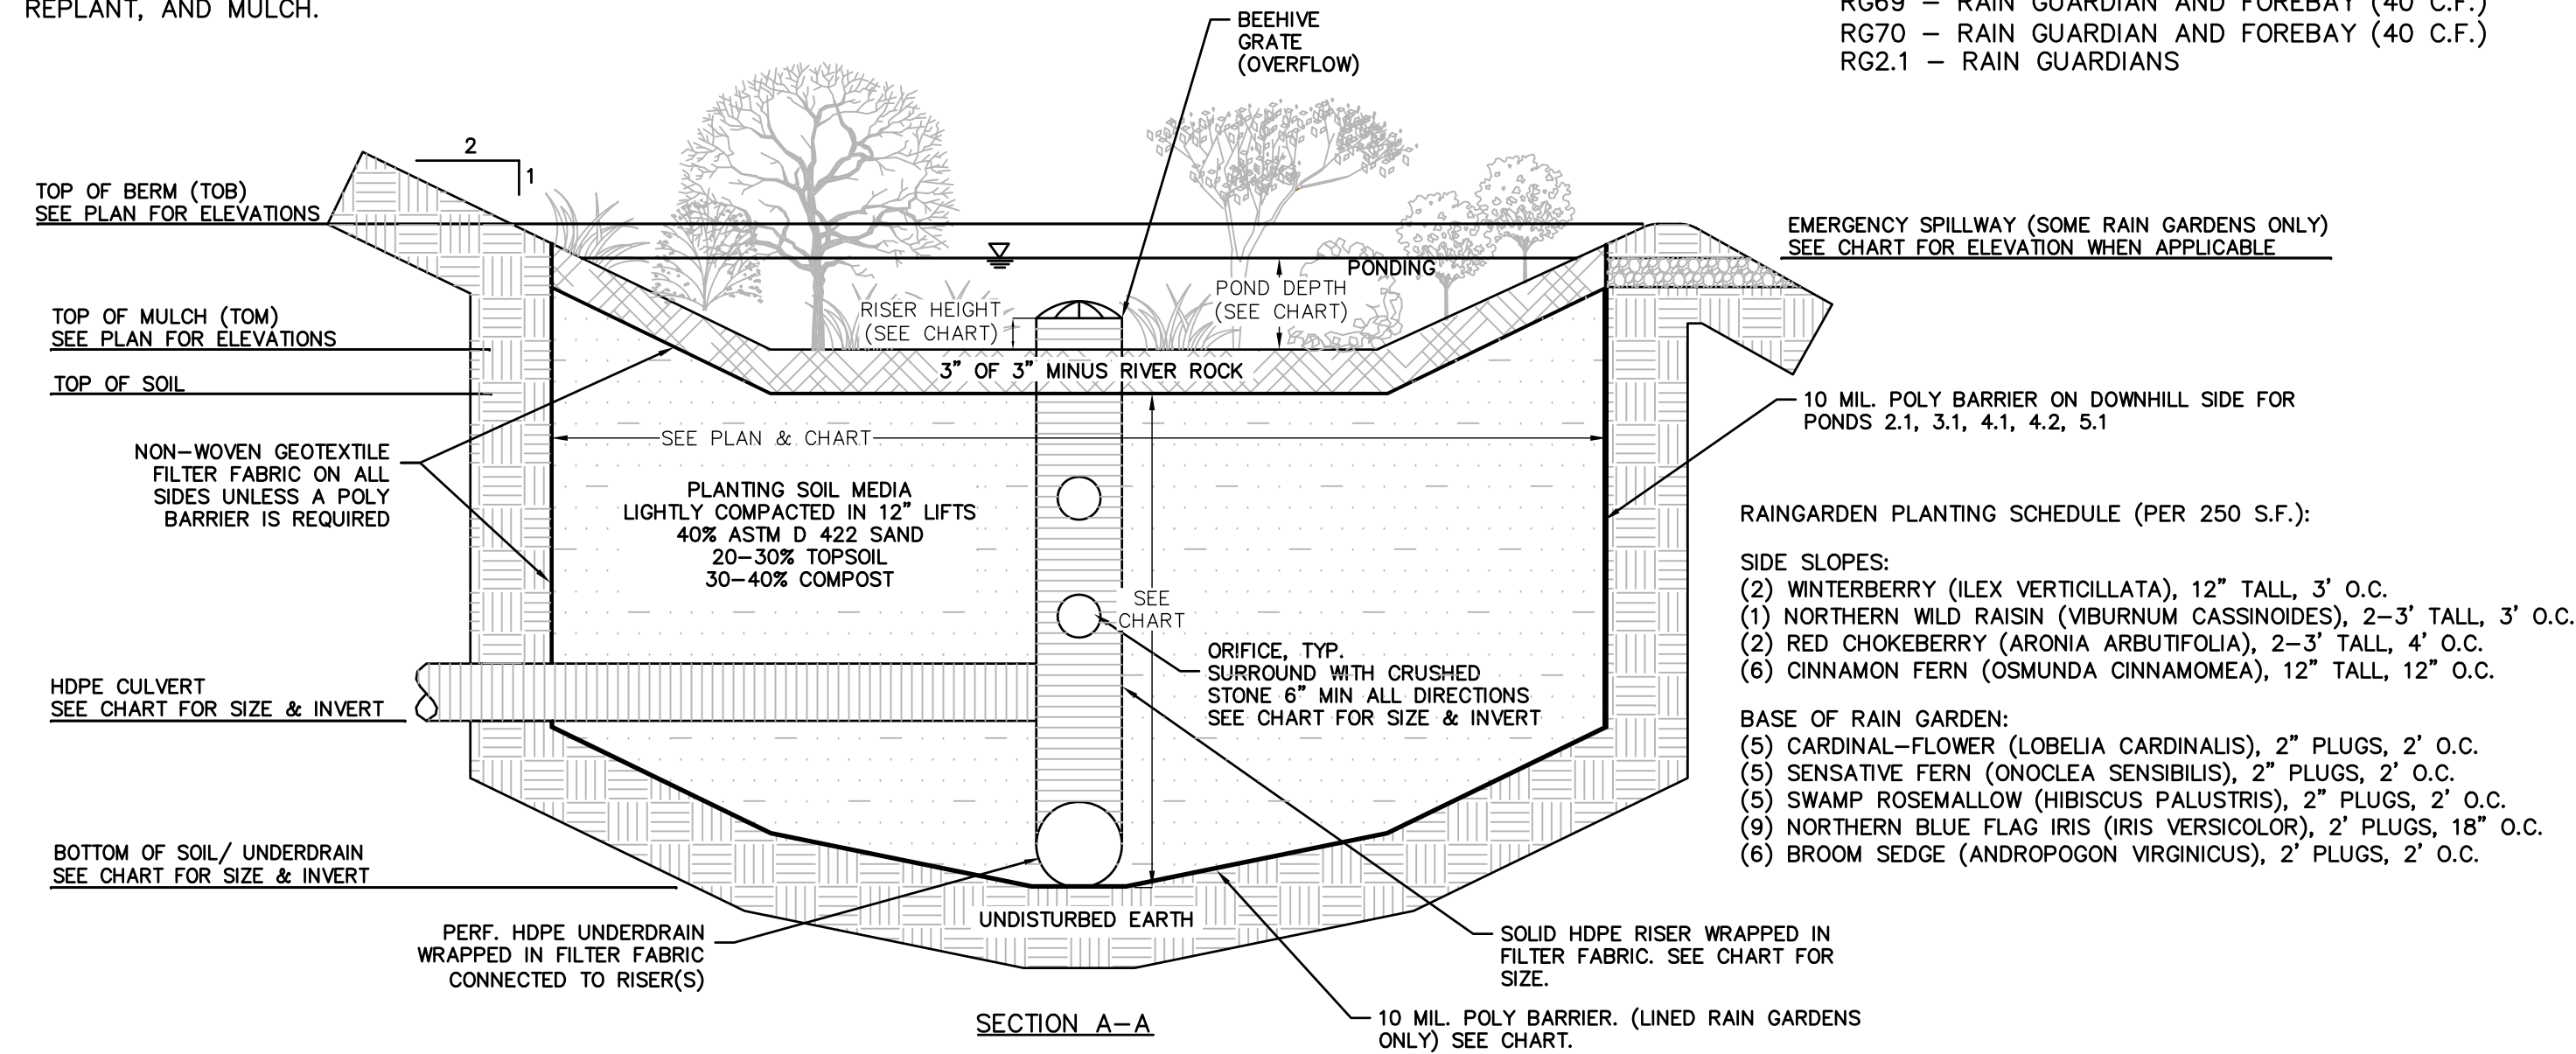 REPLANT, AND MULCH.
RG69 – RAIN GUARDIAN AND FOREBAY (40 C.F.)
RG70 – RAIN GUARDIAN AND FOREBAY (40 C.F.)
RG2.1 – RAIN GUARDIANS
BEEHIVE
GRATE
(OVERFLOW)
2
1
TOP OF BERM (TOB)
SEE PLAN FOR ELEVATIONS
EMERGENCY SPILLWAY (SOME RAIN GARDENS ONLY)
SEE CHART FOR ELEVATION WHEN APPLICABLE
PONDING
POND DEPTH
(SEE CHART)
RISER HEIGHT
(SEE CHART)
TOP OF MULCH (TOM)
SEE PLAN FOR ELEVATIONS
3" OF 3" MINUS RIVER ROCK
TOP OF SOIL
10 MIL. POLY BARRIER ON DOWNHILL SIDE FOR
PONDS 2.1, 3.1, 4.1, 4.2, 5.1
SEE PLAN & CHART
NON–WOVEN GEOTEXTILE
FILTER FABRIC ON ALL
SIDES UNLESS A POLY
BARRIER IS REQUIRED
PLANTING SOIL MEDIA
LIGHTLY COMPACTED IN 12" LIFTS
40% ASTM D 422 SAND
20–30% TOPSOIL
30–40% COMPOST
SEE
CHART
ORIFICE, TYP.
SURROUND WITH CRUSHED
STONE 6" MIN ALL DIRECTIONS
SEE CHART FOR SIZE & INVERT
RAINGARDEN PLANTING SCHEDULE (PER 250 S.F.):
SIDE SLOPES:
(2) WINTERBERRY (ILEX VERTICILLATA), 12" TALL, 3' O.C.
(1) NORTHERN WILD RAISIN (VIBURNUM CASSINOIDES), 2–3' TALL, 3' O.C.
(2) RED CHOKEBERRY (ARONIA ARBUTIFOLIA), 2–3' TALL, 4' O.C.
(6) CINNAMON FERN (OSMUNDA CINNAMOMEA), 12" TALL, 12" O.C.
BASE OF RAIN GARDEN:
(5) CARDINAL–FLOWER (LOBELIA CARDINALIS), 2" PLUGS, 2' O.C.
(5) SENSATIVE FERN (ONOCLEA SENSIBILIS), 2" PLUGS, 2' O.C.
(5) SWAMP ROSEMALLOW (HIBISCUS PALUSTRIS), 2" PLUGS, 2' O.C.
(9) NORTHERN BLUE FLAG IRIS (IRIS VERSICOLOR), 2' PLUGS, 18" O.C.
(6) BROOM SEDGE (ANDROPOGON VIRGINICUS), 2' PLUGS, 2' O.C.
HDPE CULVERT
SEE CHART FOR SIZE & INVERT
BOTTOM OF SOIL/ UNDERDRAIN
SEE CHART FOR SIZE & INVERT
UNDISTURBED EARTH
PERF. HDPE UNDERDRAIN
WRAPPED IN FILTER FABRIC
CONNECTED TO RISER(S)
SOLID HDPE RISER WRAPPED IN
FILTER FABRIC. SEE CHART FOR
SIZE.
10 MIL. POLY BARRIER. (LINED RAIN GARDENS
ONLY) SEE CHART.
SECTION A–A